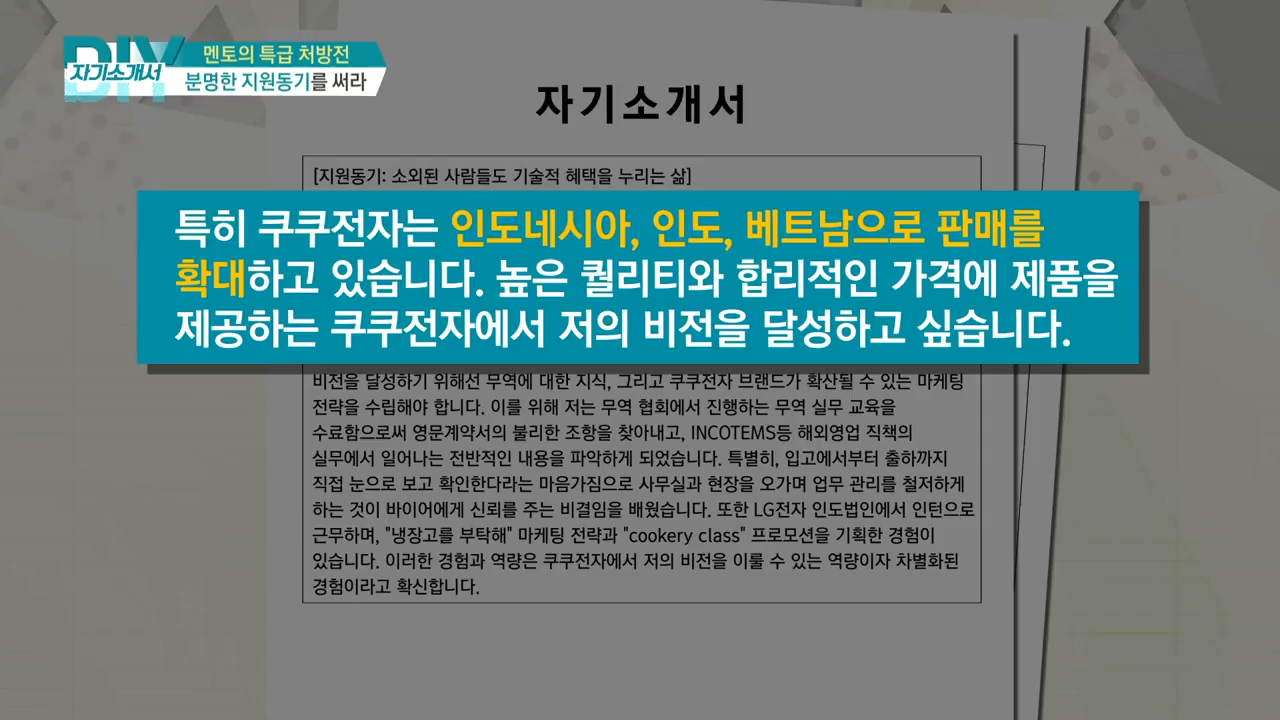 DIY
자기소개서
멘토의 특급 처방전
분명한 지원동기를 써라
자기소개서
[지원동기: 소외된 사람들도 기술적 혜택을 누리는 삶]
특히 쿠쿠전자는 인도네시아, 인도, 베트남으로 판매를
확대하고 있습니다. 높은 퀄리티와 합리적인 가격에 제품을
제공하는 쿠쿠전자에서 저의 비전을 달성하고 싶습니다.
비전을 달성하기 위해선 무역에 대한 지식, 그리고 쿠쿠전자 브랜드가 확산될 수 있는 마케팅
전략을 수립해야 합니다. 이를 위해 저는 무역 협회에서 진행하는 무역 실무 교육을
수료함으로써 영문계약서의 불리한 조항을 찾아내고, INCOTEMS등 해외영업 직책의
실무에서 일어나는 전반적인 내용을 파악하게 되었습니다. 특별히, 입고에서부터 출하까지
직접 눈으로 보고 확인한다라는 마음가짐으로 사무실과 현장을 오가며 업무 관리를 철저하게
하는 것이 바이어에게 신뢰를 주는 비결임을 배웠습니다. 또한 LG전자 인도법인에서 인턴으로
근무하며, "냉장고를 부탁해" 마케팅 전략과 "cookery class" 프로모션을 기획한 경험이
있습니다. 이러한 경험과 역량은 쿠쿠전자에서 저의 비전을 이룰 수 있는 역량이자 차별화된
경험이라고 확신합니다.